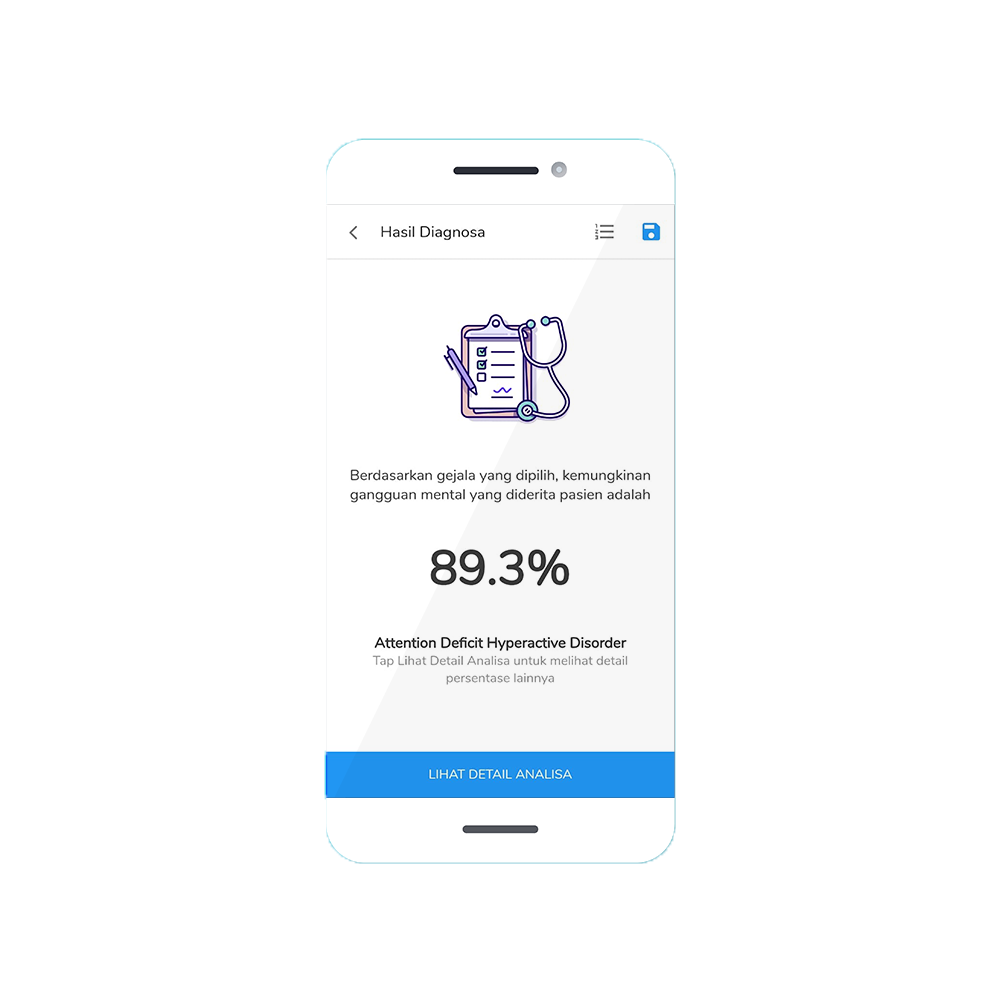 Hasil Diagnosa
Berdasarkan gejala yang dipilih, kemungkinan
gangguan mental yang diderita pasien adalah
89.3%
Attention Deficit Hyperactive Disorder
Tap Lihat Detail Analisa untuk melihat detail
persentase lainnya
LIHAT DETAIL ANALISA